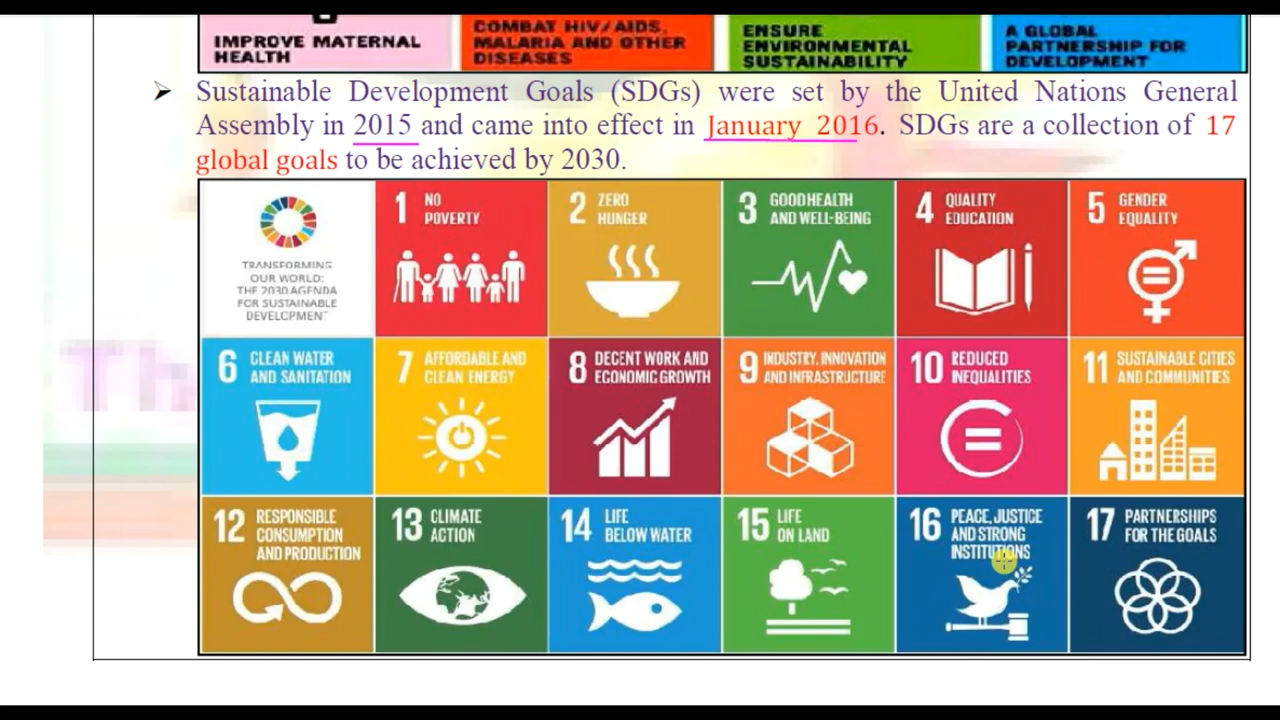 IMPROVE MATERNAL
HEALTH
COMBAT HIV/AIDS,
MALARIA AND OTHER
DISEASES
ENSURE
ENVIRONMENTAL
SUSTAINABILITY
A GLOBAL
PARTNERSHIP FOR
DEVELOPMENT
➤ Sustainable Development Goals (SDGs) were set by the United Nations General
Assembly in 2015 and came into effect in January 2016. SDGs are a collection of 17
global goals to be achieved by 2030.
TRANSFORMING
OUR WORLD:
THE 2030 AGENDA
FOR SUSTAINABLE
DEVELOPMENT
1 NO
POVERTY
2 ZERO
HUNGER
3 GOOD HEALTH
AND WELL-BEING
4 QUALITY
EDUCATION
5 GENDER
EQUALITY
6 CLEAN WATER
AND SANITATION
7 AFFORDABLE AND
CLEAN ENERGY
8 DECENT WORK AND
ECONOMIC GROWTH
9 INDUSTRY, INNOVATION
AND INFRASTRUCTURE
10 REDUCED
INEQUALITIES
11 SUSTAINABLE CITIES
AND COMMUNITIES
12 RESPONSIBLE
CONSUMPTION
AND PRODUCTION
13 CLIMATE
ACTION
14 LIFE
BELOW WATER
15 LIFE
ON LAND
16 PEACE, JUSTICE
AND STRONG
INSTITUTIONS
17 PARTNERSHIPS
FOR THE GOALS